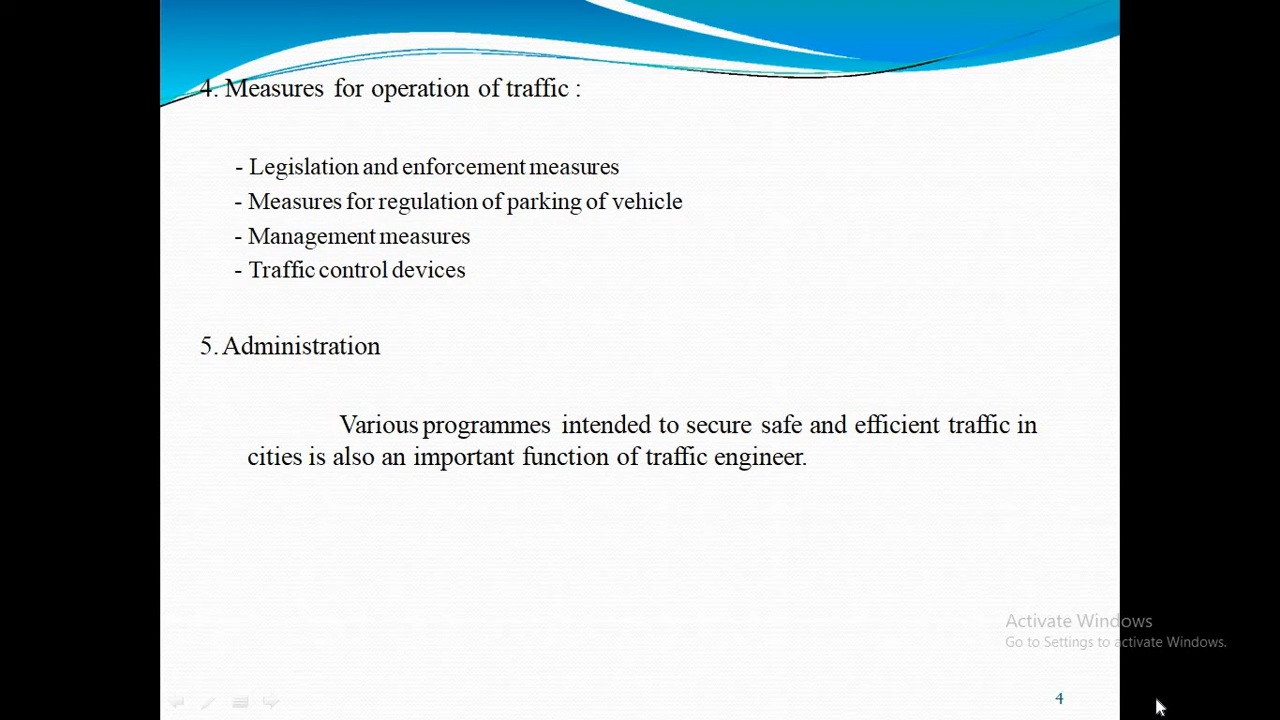 4. Measures for operation of traffic :
- Legislation and enforcement measures
- Measures for regulation of parking of vehicle
- Management measures
- Traffic control devices
5. Administration
Various programmes intended to secure safe and efficient traffic in
cities is also an important function of traffic engineer.
Activate Windows
Go to Settings to activate Windows.
4